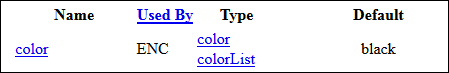 Name Used By Type Default
color ENC color black
colorList